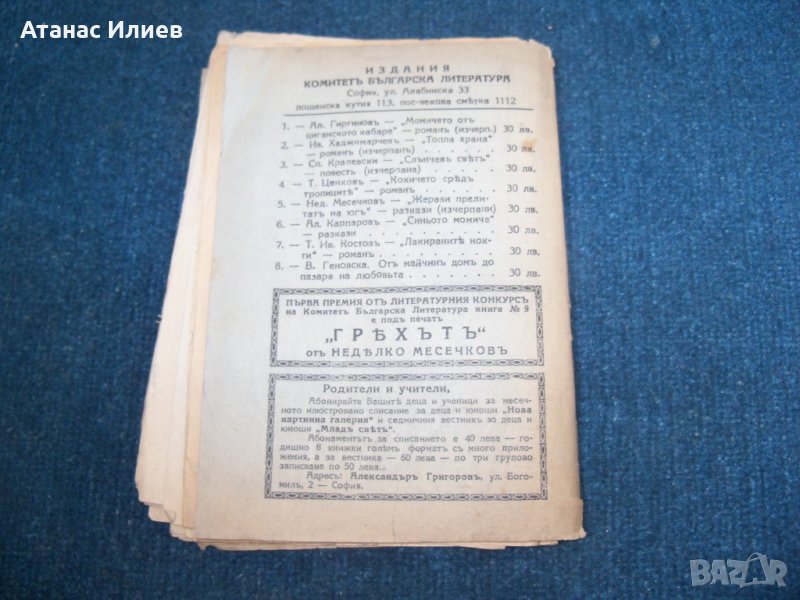 Атанас Илиев
ИЗДАНИЯ
КОМИТЕТЪ БЪЛГАРСКА ЛИТЕРАТУРА
София, ул. Алабинска 33
пощенска кутия 113, пос-чекова смѣтка 1112
1. — Ал. Гиргиновъ — „Момичето отъ
циганското кабаре“ — романъ (изчерп.) 30 лв.
2. — Ив. Хаджимарчевъ — „Топла храна“
— романъ (изчерпанъ) . . . . . . 30 лв.
3. — Сп. Кралевски — „Слънчевъ святъ“
— повесть (изчерпана) . . . . . . 30 лв.
4 — Т. Ценковъ — „Кокичето срѣдъ
тропицитѣ“ — романъ . . . . . . 30 лв.
5. — Нед. Месечковъ — „Жерави прели-
татъ на югъ“ — разкази (изчерпани) 30 лв.
6. — Ал. Карпаровъ — „Синьото момиче“
— разкази . . . . . . . . . . . 30 лв.
7. — Т. Ив. Костовъ — „Лакиранитѣ нок-
ти“ — романъ . . . . . . . . . . 30 лв.
8. — В. Геновска. Отъ майчинъ домъ до
пазаря на любовьта . . . . . . . 30 лв.
ПЪРВА ПРЕМИЯ ОТЪ ЛИТЕРАТУРНИЯ КОНКУРСЪ
на Комитетъ Българска Литература книга № 9
е подъ печатъ
„ГРѢХЪТЪ“
отъ НЕДѢЛКО МЕСЕЧКОВЪ
Родители и учители,
Абонирайте Вашитѣ деца и ученици за месеч-
ното илюстровано списание за деца и юноши „Нова
картинна галерия“ и седмичния вестникъ за деца и
юноши „Младъ свѣтъ“.
Абонаментътъ за списанието е 40 лева — го-
дишно 8 книжки голѣмъ форматъ съ много прило-
жения, а за вестника — 60 лева — по три групово
записване по 50 лева.
Адресъ: Александъръ Григоровъ, ул. Бого-
милъ, 2 — София.
BAZAR